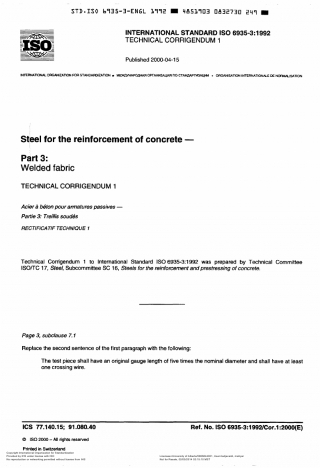 STD.ISO 6935-3-ENGL 1992 ■ 4851903 0832730 249 ■
ISO
INTERNATIONAL STANDARD ISO 6935-3:1992
TECHNICAL CORRIGENDUM 1
Published 2000-04-15
INTERNATIONAL ORGANIZATION FOR STANDARDIZATION • МЕЖДУНАРОДНАЯ ОРГАНИЗАЦИЯ ПО СТАНДАРТИЗАЦИИ • ORGANISATION INTERNATIONALE DE NORMALISATION
Steel for the reinforcement of concrete —
Part 3:
Welded fabric
TECHNICAL CORRIGENDUM 1
Acier à béton pour armatures passives —
Partie 3: Treillis soudés
RECTIFICATIF TECHNIQUE 1
Technical Corrigendum 1 to International Standard ISO 6935-3:1992 was prepared by Technical Committee
ISO/TC 17, Steel, Subcommittee SC 16, Steels for the reinforcement and prestressing of concrete.
Page 3, subclause 7.1
Replace the second sentence of the first paragraph with the following:
The test piece shall have an original gauge length of five times the nominal diameter and shall have at least
one crossing wire.
ICS 77.140.15; 91.080.40
Ref. No. ISO 6935-3:1992/Cor.1:2000(E)
© ISO 2000 – All rights reserved
Printed in Switzerland